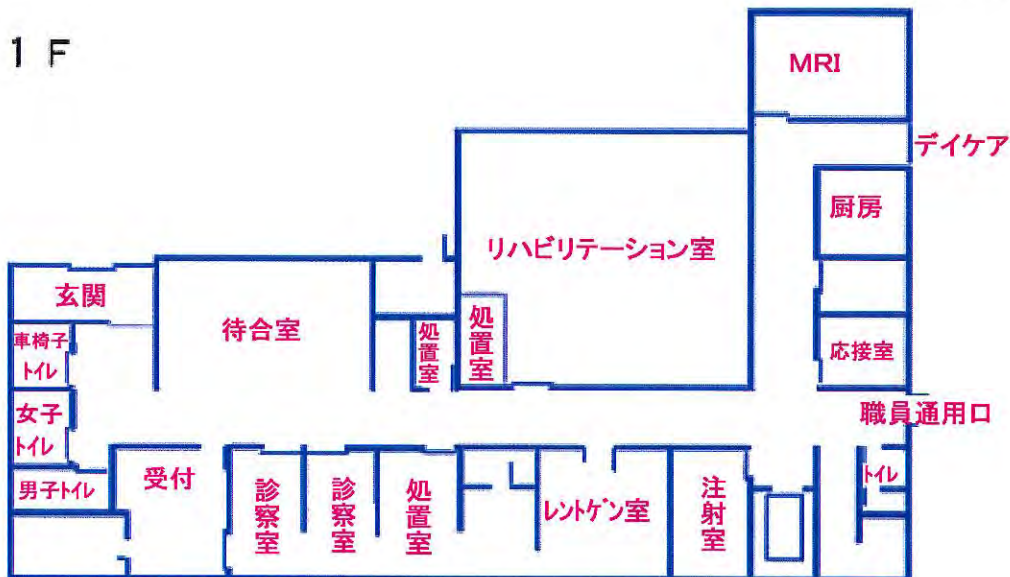 1 F
MRI
デイケア
厨房
リハビリテーション室
玄関
待合室
処置室
処置室
車椅子
トイレ
応接室
女子
トイレ
職員通用口
男子トイレ
受付
診察室
診察室
処置室
レントゲン室
注射室
トイレ